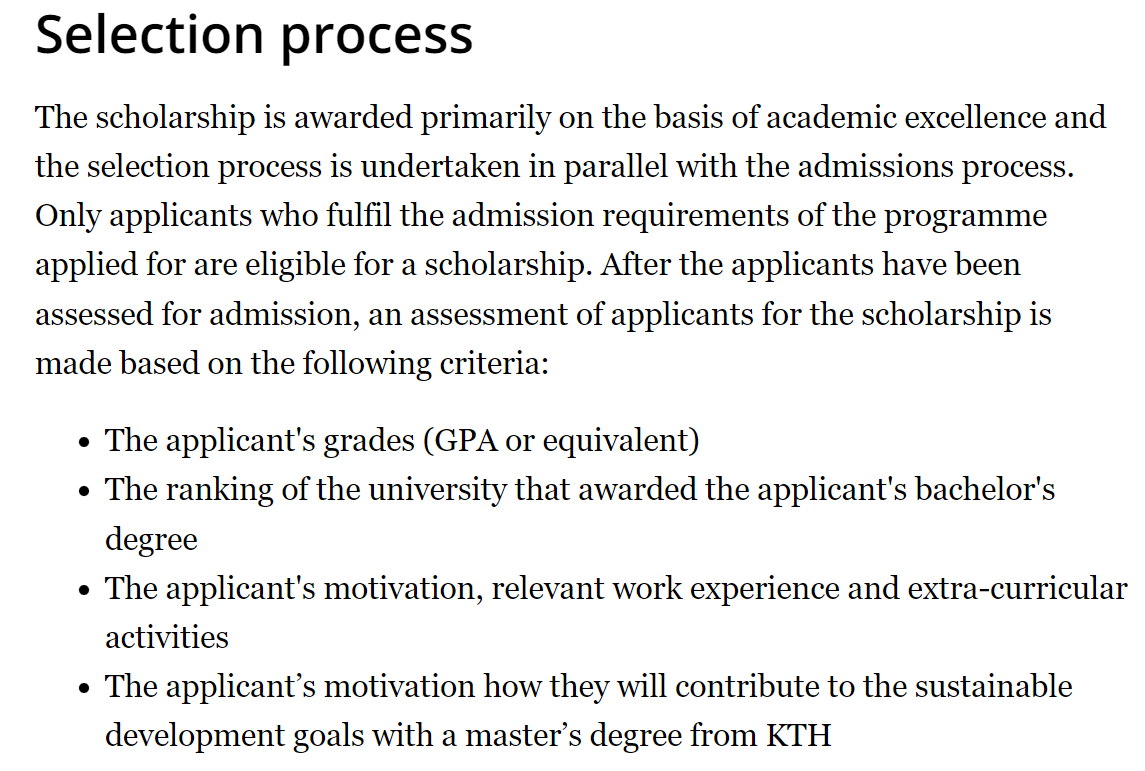 Selection process
The scholarship is awarded primarily on the basis of academic excellence and
the selection process is undertaken in parallel with the admissions process.
Only applicants who fulfil the admission requirements of the programme
applied for are eligible for a scholarship. After the applicants have been
assessed for admission, an assessment of applicants for the scholarship is
made based on the following criteria:
• The applicant's grades (GPA or equivalent)
• The ranking of the university that awarded the applicant's bachelor's
degree
• The applicant's motivation, relevant work experience and extra-curricular
activities
• The applicant’s motivation how they will contribute to the sustainable
development goals with a master’s degree from KTH